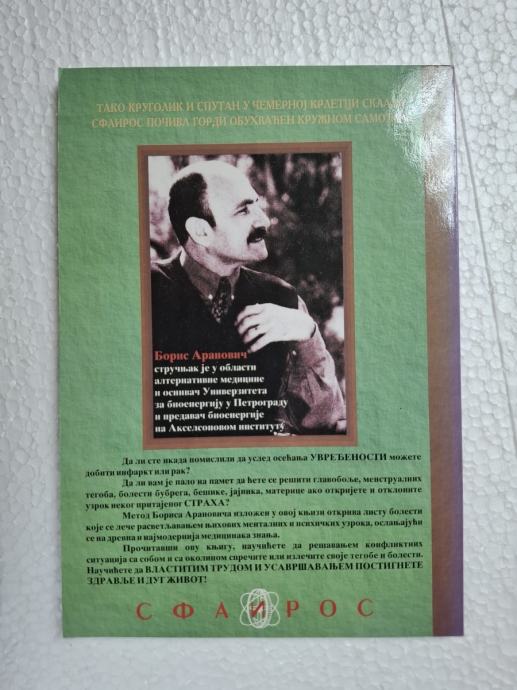 ТАКО КРУГОЛИК И СПУТАН У ЧЕМЕРНОЈ КРЛЕТЦИ
СФАИРОС ПОЧИВА ГОРДИ ОБУХВАЋЕН КРУЖНОМ
Борис Арановић
стручњак је у области
алтернативне медицине
и оснивач Универзитета
за биоенергију у Петрограду
и предавач биоенергије
на Акселсоновом институту
Да ли сте икада помислили да услед осећања УВРЕЂЕНОСТИ можете
добити инфаркт или рак?
Да ли вам је пало на памет да ћете се решити главобоље, менструалних
тегоба, болести бубрега, бешике, јајника, материце ако откријете и отклоните
узрок неког притајеног СТРАХА?
Метод Бориса Арановича изложен у овој књизи открива листу болести
које се лече расветљавањем њихових менталних и психичких узрока, ослањајући
се на древна и најмодернија медицинска знања.
Прочитавши ову књигу, научићете да решавањем конфликтних
ситуација са собом и са околином спречите или излечите своје тегобе и болести.
Научићете да ВЛАСТИТИМ ТРУДОМ И УСАВРШАВАЊЕМ ПОСТИГНЕТЕ
ЗДРАВЉЕ И ДУГ ЖИВОТ!
СФАИРОС